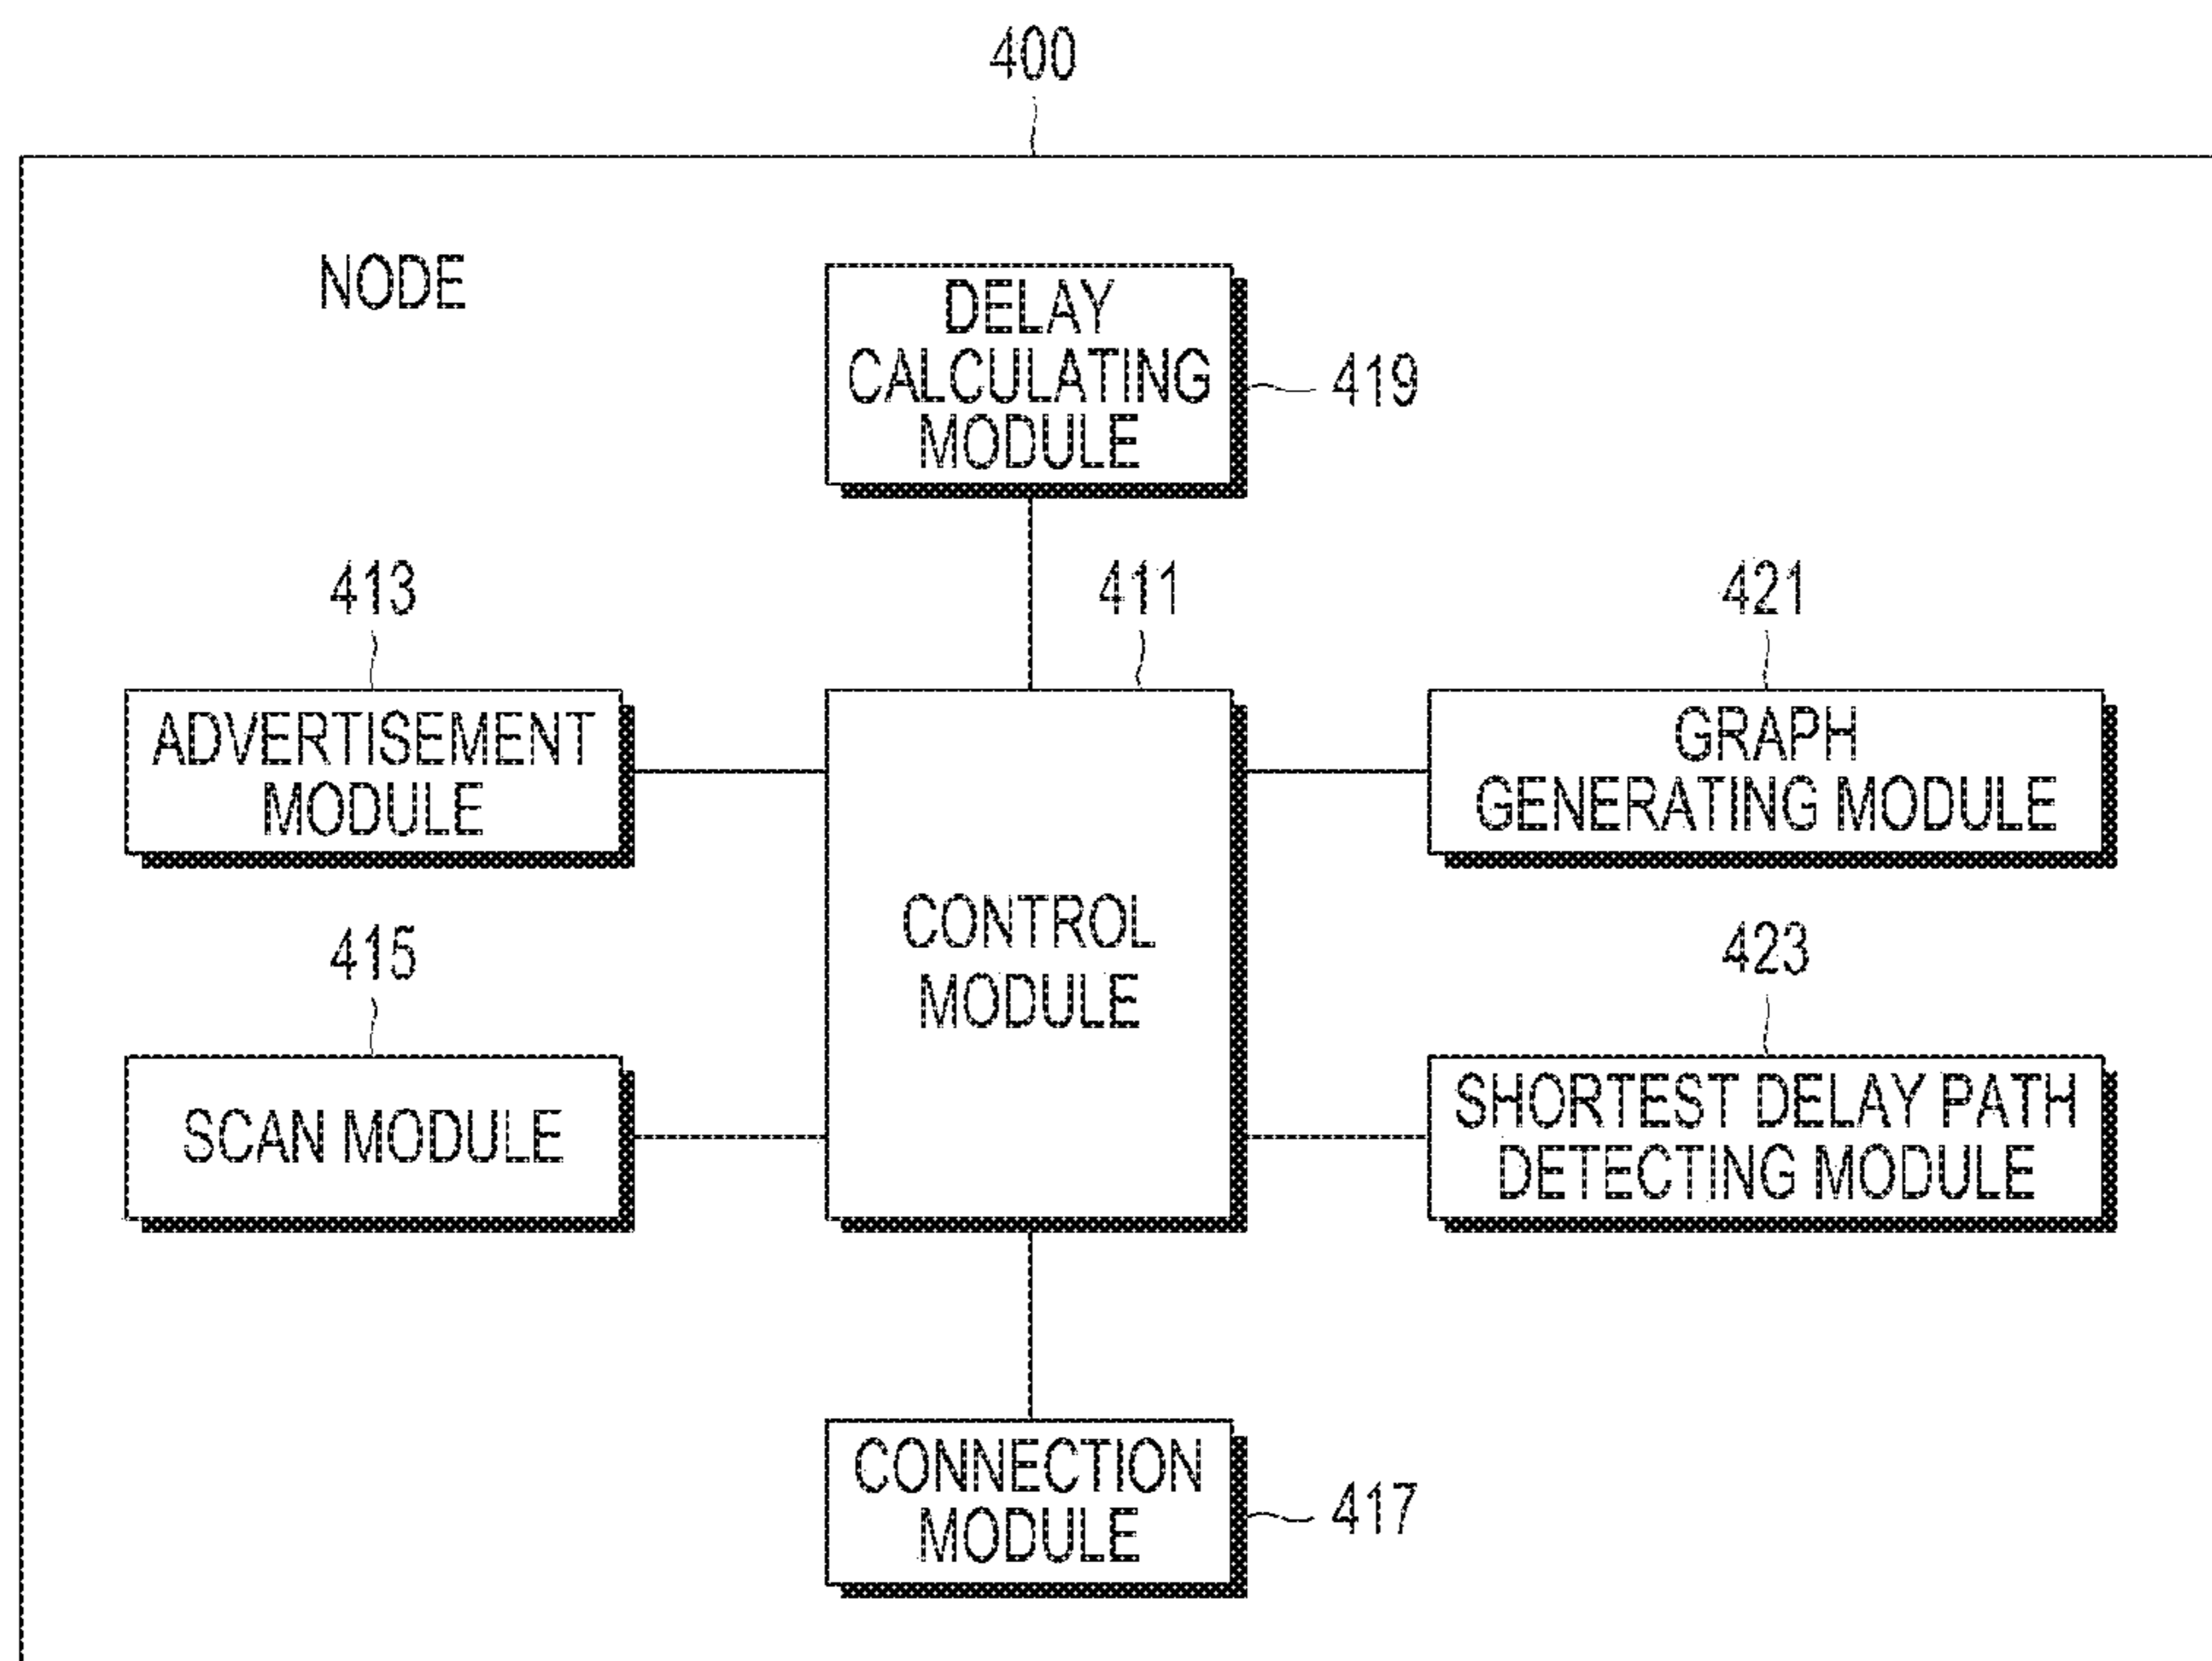 400
NODE
DELAY
CALCULATING
MODULE
419
413
411
421
ADVERTISEMENT
MODULE
GRAPH
GENERATING MODULE
CONTROL
MODULE
415
423
SCAN MODULE
SHORTEST DELAY PATH
DETECTING MODULE
CONNECTION
MODULE
417